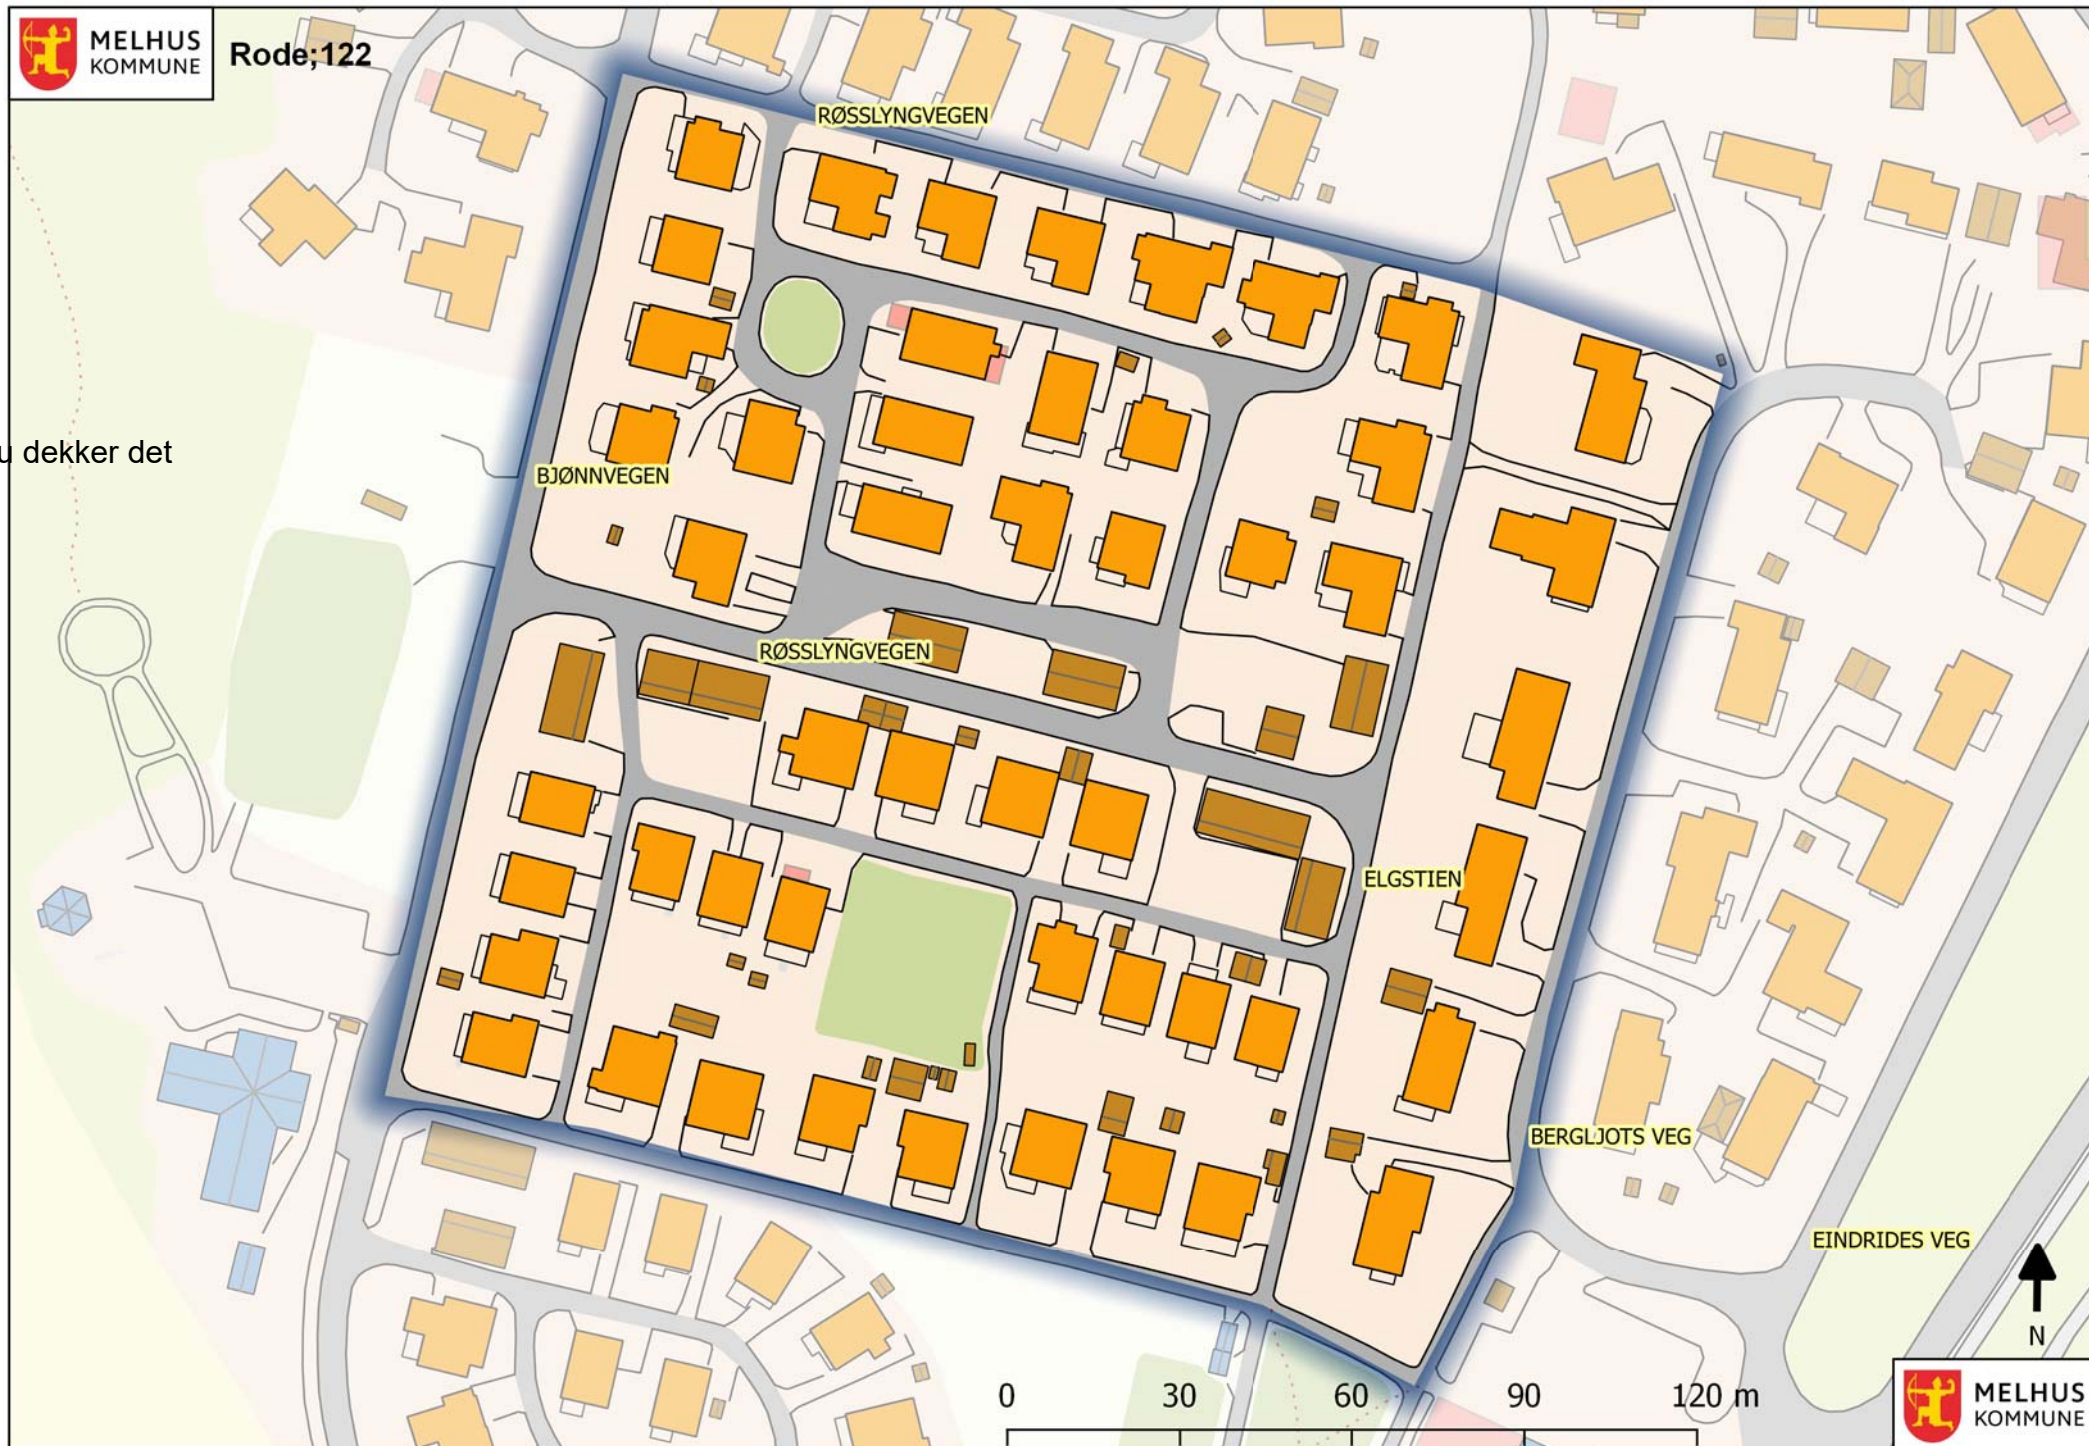 MELHUS
KOMMUNE
Rode;122
RØSSLYNGVEGEN
u dekker det
BJØNNVEGEN
RØSSLYNGVEGEN
ELGSTIEN
BERGLJOTS VEG
EINDRIDES VEG
N
0 30 60 90 120 m
MELHUS
KOMMUNE